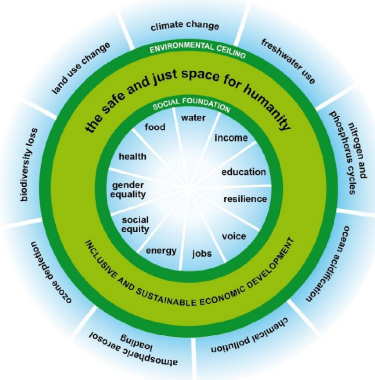 climate change
freshwater use
nitrogen and
phosphorus cycles
ocean acidification
chemical pollution
atmospheric aerosol
loading
ozone depletion
biodiversity loss
land use change
ENVIRONMENTAL CEILING
the safe and just space for humanity
SOCIAL FOUNDATION
water
income
education
resilience
voice
jobs
energy
social
equity
gender
equality
health
food
INCLUSIVE AND SUSTAINABLE ECONOMIC DEVELOPMENT